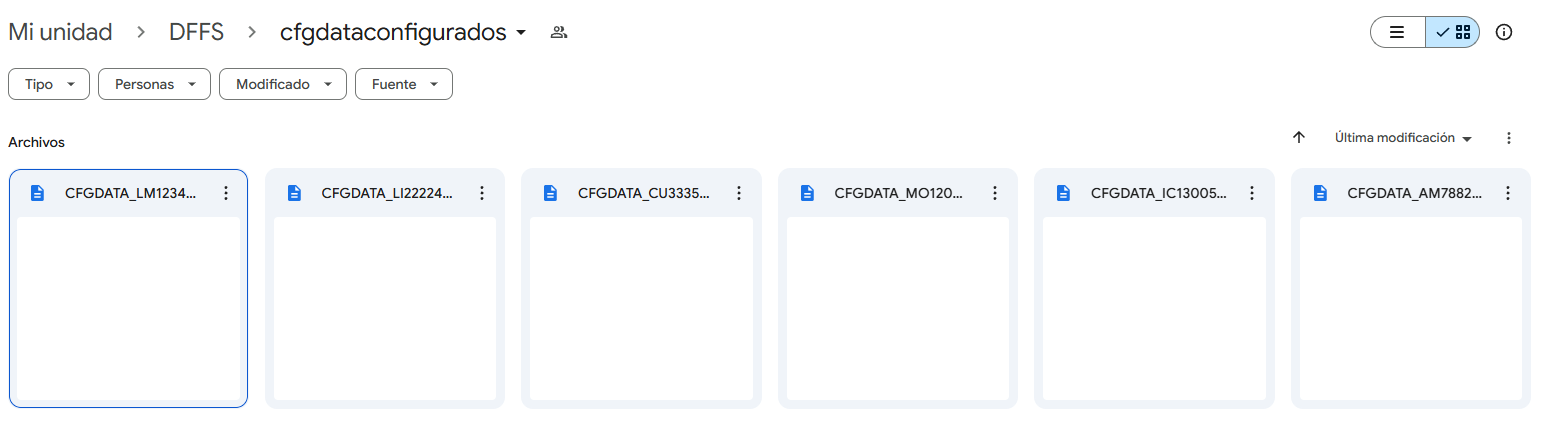 Mi unidad > DFFS > cfgdataconfigurados
Tipo Personas Modificado Fuente
Archivos Última modificación
CFGDATA_LM1234... CFGDATA_LI22224... CFGDATA_CU3335... CFGDATA_MO120... CFGDATA_IC13005... CFGDATA_AM7882...